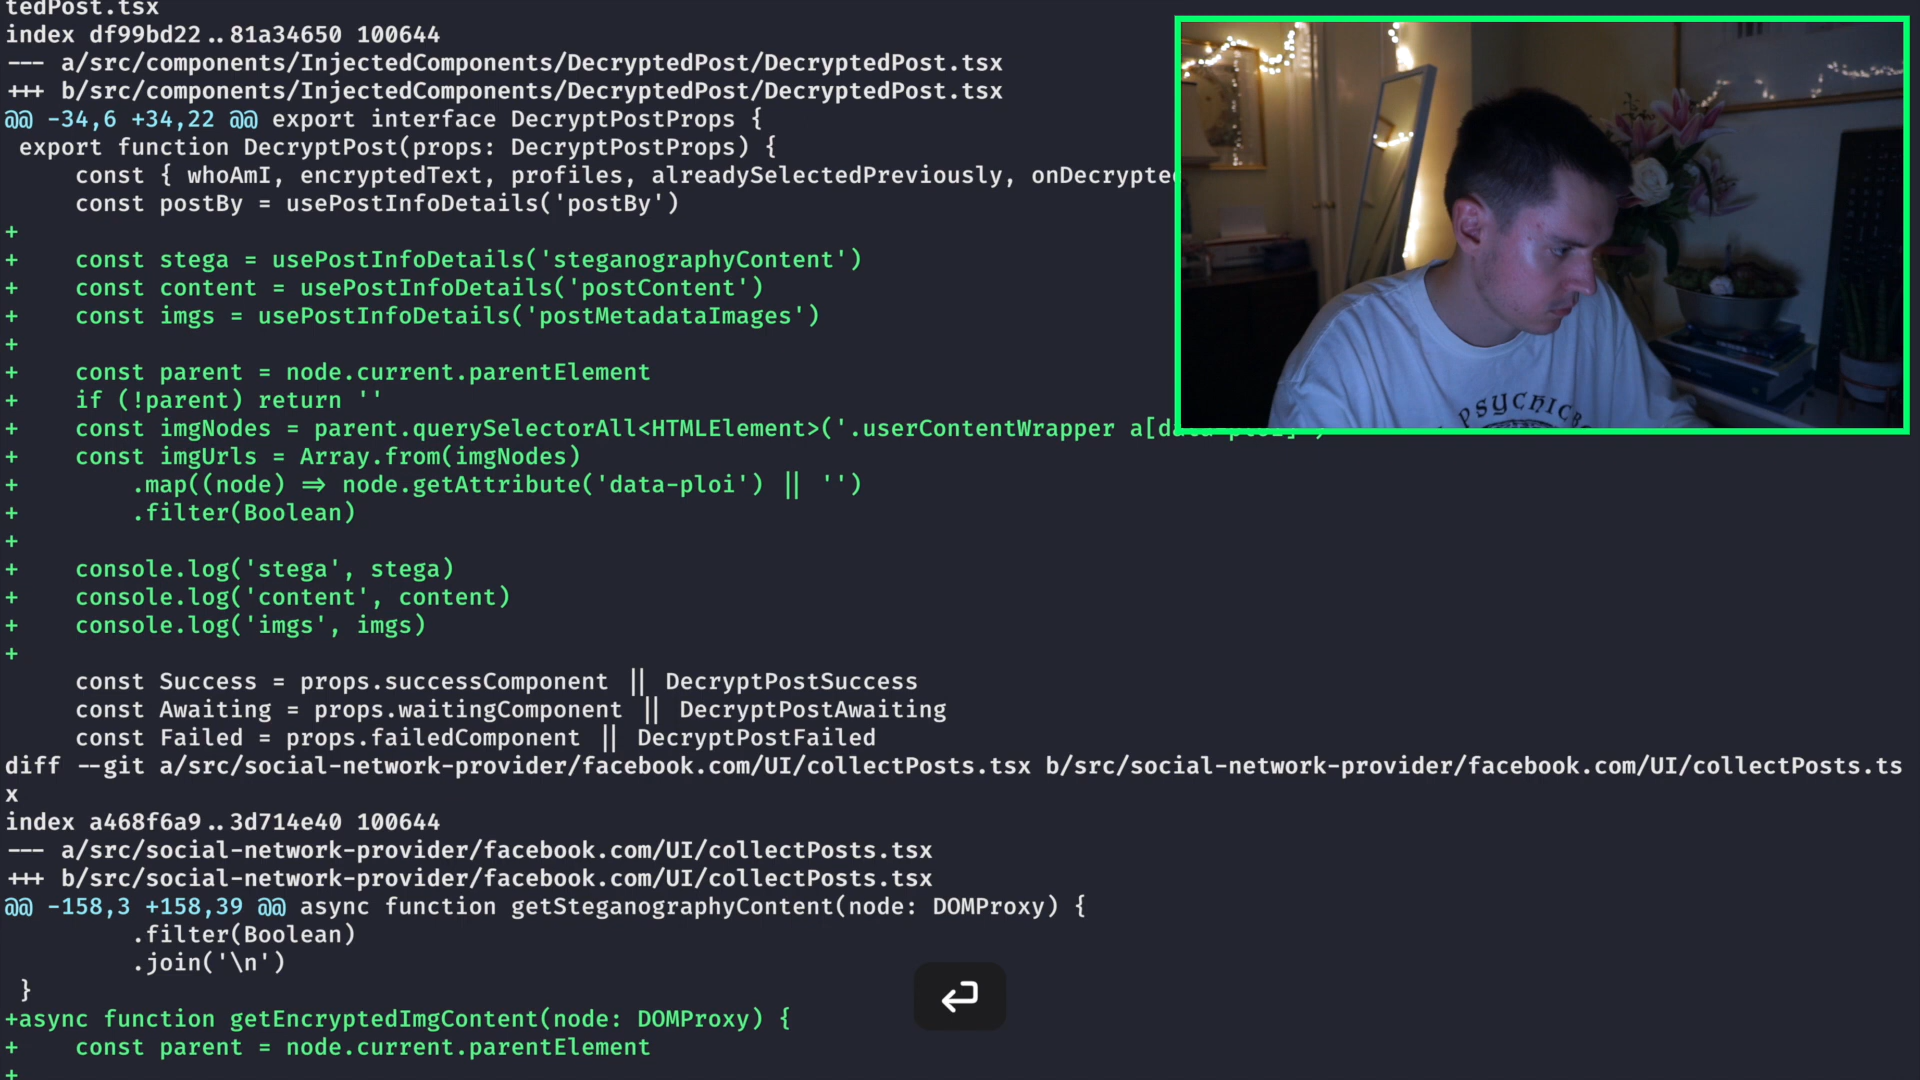 tedPost.tsx
index df99bd22..81a34650 100644
--- a/src/components/InjectedComponents/DecryptedPost/DecryptedPost.tsx
+++ b/src/components/InjectedComponents/DecryptedPost/DecryptedPost.tsx
@@ -34,6 +34,22 @@ export interface DecryptPostProps {
 export function DecryptPost(props: DecryptPostProps) {
     const { whoAmI, encryptedText, profiles, alreadySelectedPreviously, onDecrypte
     const postBy = usePostInfoDetails('postBy')
+
+    const stega = usePostInfoDetails('steganographyContent')
+    const content = usePostInfoDetails('postContent')
+    const imgs = usePostInfoDetails('postMetadataImages')
+
+    const parent = node.current.parentElement
+    if (!parent) return ''
+    const imgNodes = parent.querySelectorAll<HTMLElement>('.userContentWrapper a[data-ploi]')
+    const imgUrls = Array.from(imgNodes)
+        .map((node) => node.getAttribute('data-ploi') || '')
+        .filter(Boolean)
+
+    console.log('stega', stega)
+    console.log('content', content)
+    console.log('imgs', imgs)
+
     const Success = props.successComponent || DecryptPostSuccess
     const Awaiting = props.waitingComponent || DecryptPostAwaiting
     const Failed = props.failedComponent || DecryptPostFailed
diff --git a/src/social-network-provider/facebook.com/UI/collectPosts.tsx b/src/social-network-provider/facebook.com/UI/collectPosts.ts
x
index a468f6a9..3d714e40 100644
--- a/src/social-network-provider/facebook.com/UI/collectPosts.tsx
+++ b/src/social-network-provider/facebook.com/UI/collectPosts.tsx
@@ -158,3 +158,39 @@ async function getSteganographyContent(node: DOMProxy) {
         .filter(Boolean)
         .join('\n')
 }
+async function getEncryptedImgContent(node: DOMProxy) {
+    const parent = node.current.parentElement
+